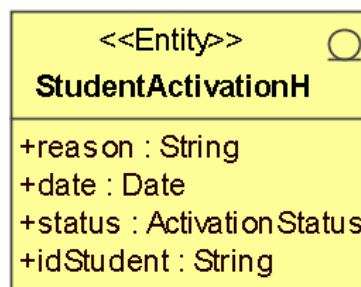 <<Entity>>
StudentActivationH
+reason : String
+date : Date
+status : ActivationStatus
+idStudent : String